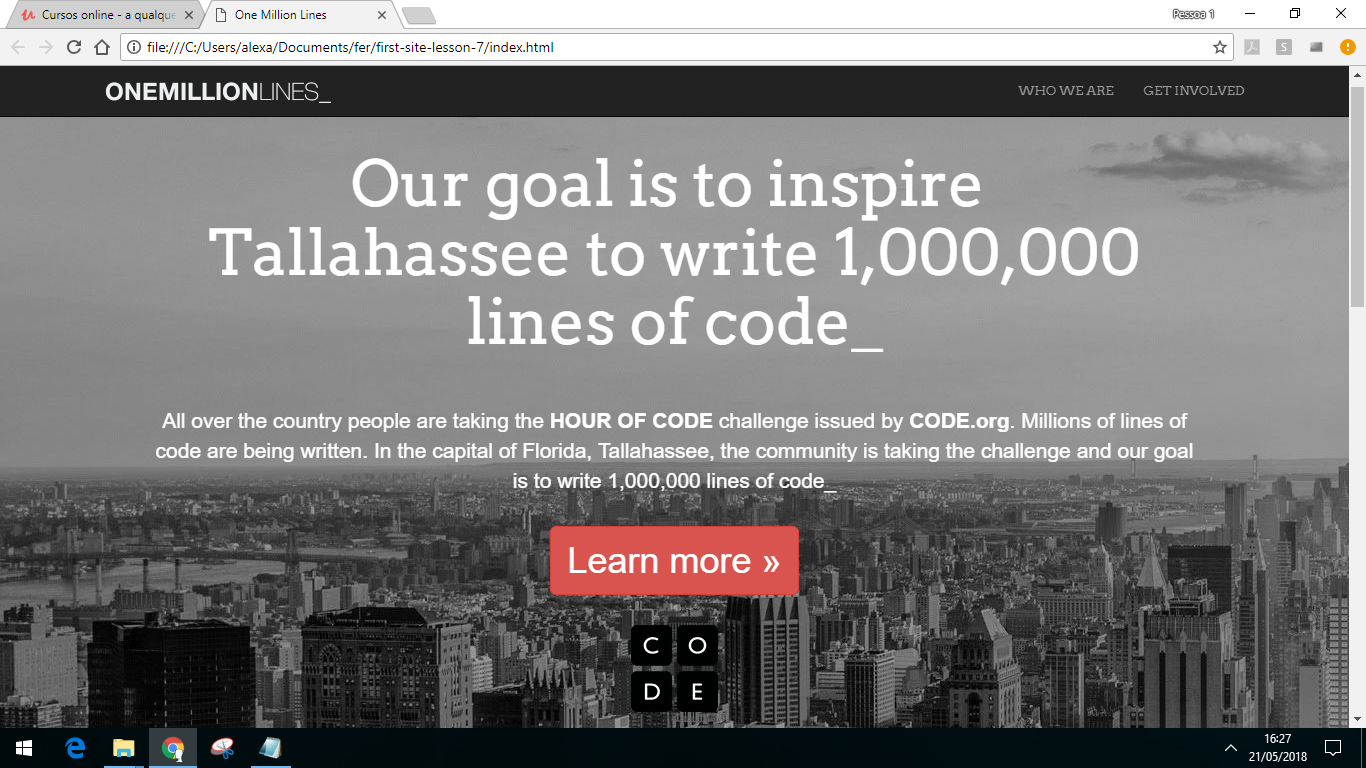 Cursos online - a qualque
One Million Lines
Pessoa 1
file:///C:/Users/alexa/Documents/fer/first-site-lesson-7/index.html
S
ONEMILLIONLINES_
WHO WE ARE
GET INVOLVED
Our goal is to inspire
Tallahassee to write 1,000,000
lines of code_
All over the country people are taking the HOUR OF CODE challenge issued by CODE.org. Millions of lines of
code are being written. In the capital of Florida, Tallahassee, the community is taking the challenge and our goal
is to write 1,000,000 lines of code_
Learn more »
C O
D E
16:27
21/05/2018